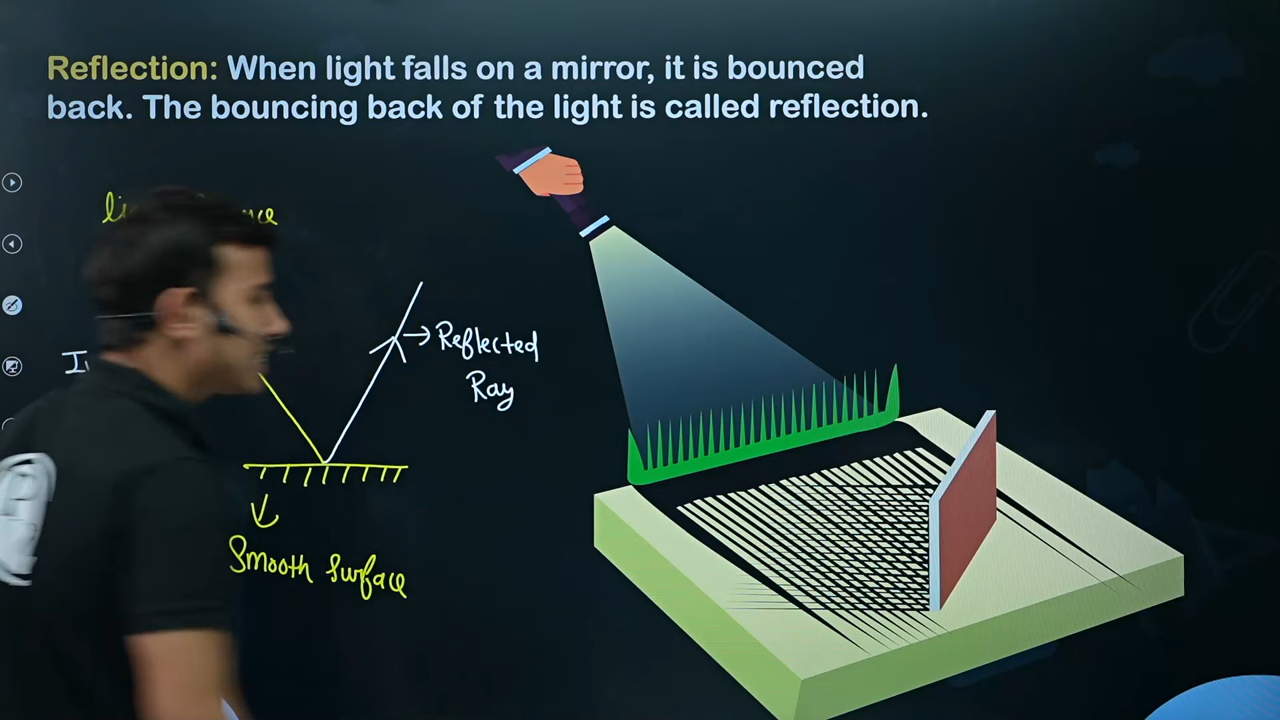 Reflection: When light falls on a mirror, it is bounced
back. The bouncing back of the light is called reflection.
Reflected
Ray
Smooth Surface